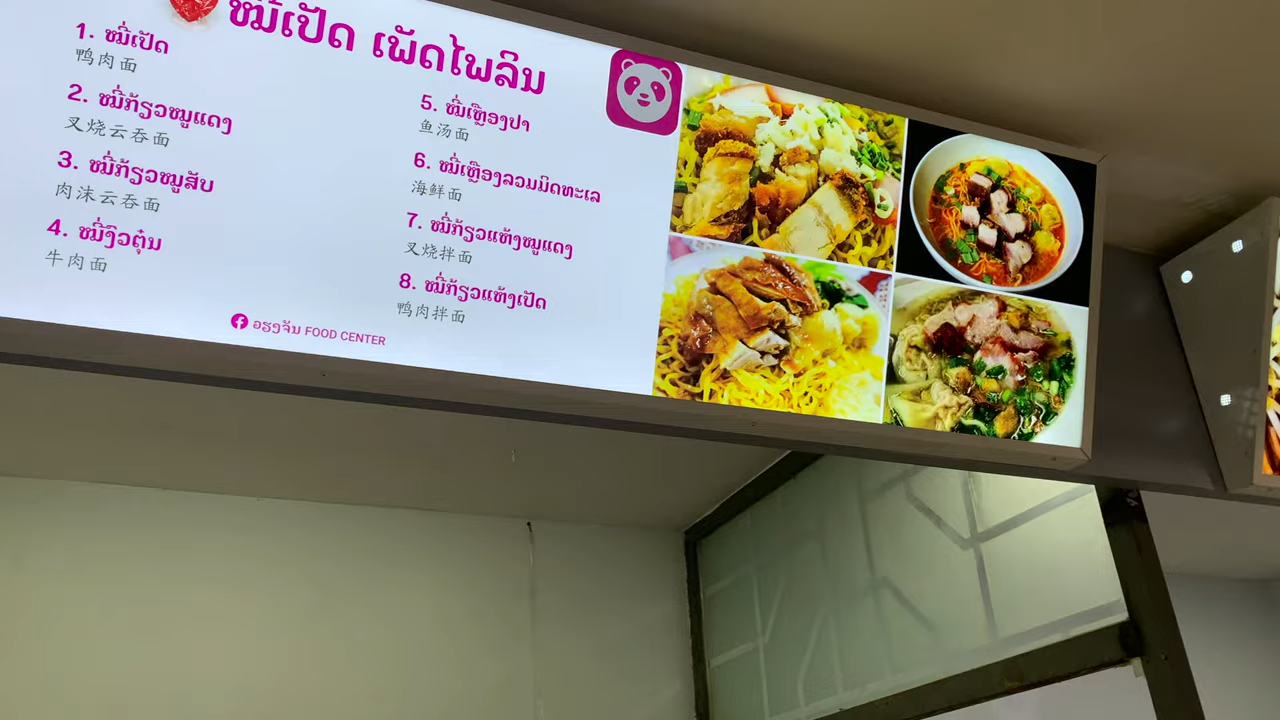 ໝີ່ເປັດ ເພັດໄພລິນ
1. ໝີ່ເປັດ
鸭肉面
2. ໝີ່ກ້ຽວໝູແດງ
叉烧云吞面
3. ໝີ່ກ້ຽວໝູສັບ
肉沫云吞面
4. ໝີ່ງົວຕຸ໋ນ
牛肉面
5. ໝີ່ເຫຼືອງປາ
鱼汤面
6. ໝີ່ເຫຼືອງລວມມິດທະເລ
海鲜面
7. ໝີ່ກ້ຽວແຫ້ງໝູແດງ
叉烧拌面
8. ໝີ່ກ້ຽວແຫ້ງເປັດ
鸭肉拌面
ວຽງຈັນ FOOD CENTER